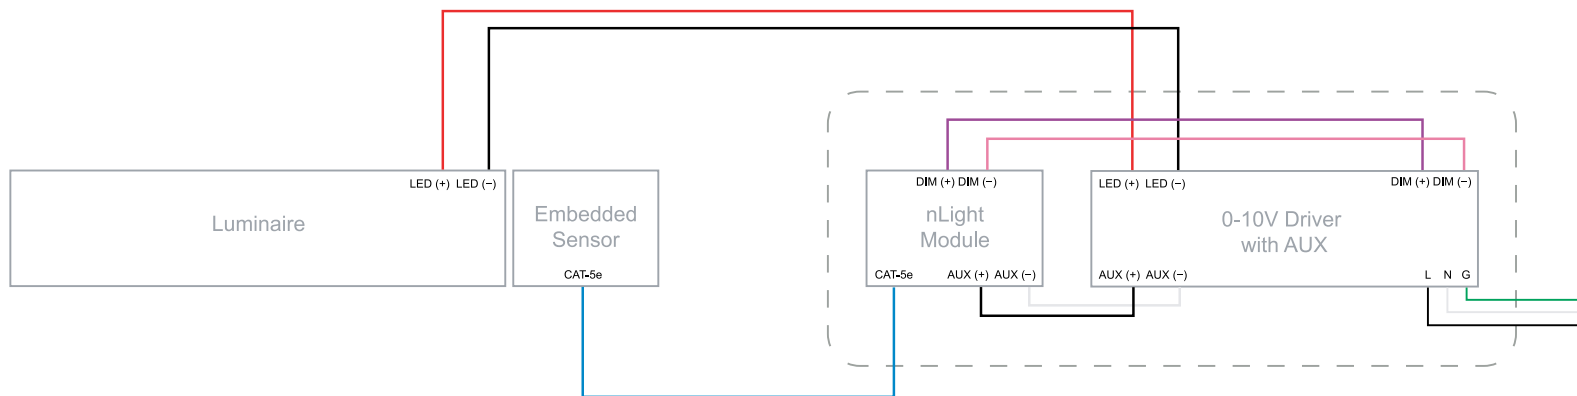 LED (+) LED (−)
Luminaire
Embedded
Sensor
CAT-5e
DIM (+) DIM (−)
nLight
Module
CAT-5e AUX (+) AUX (−)
LED (+) LED (−) DIM (+) DIM (−)
0-10V Driver
with AUX
AUX (+) AUX (−) L N G